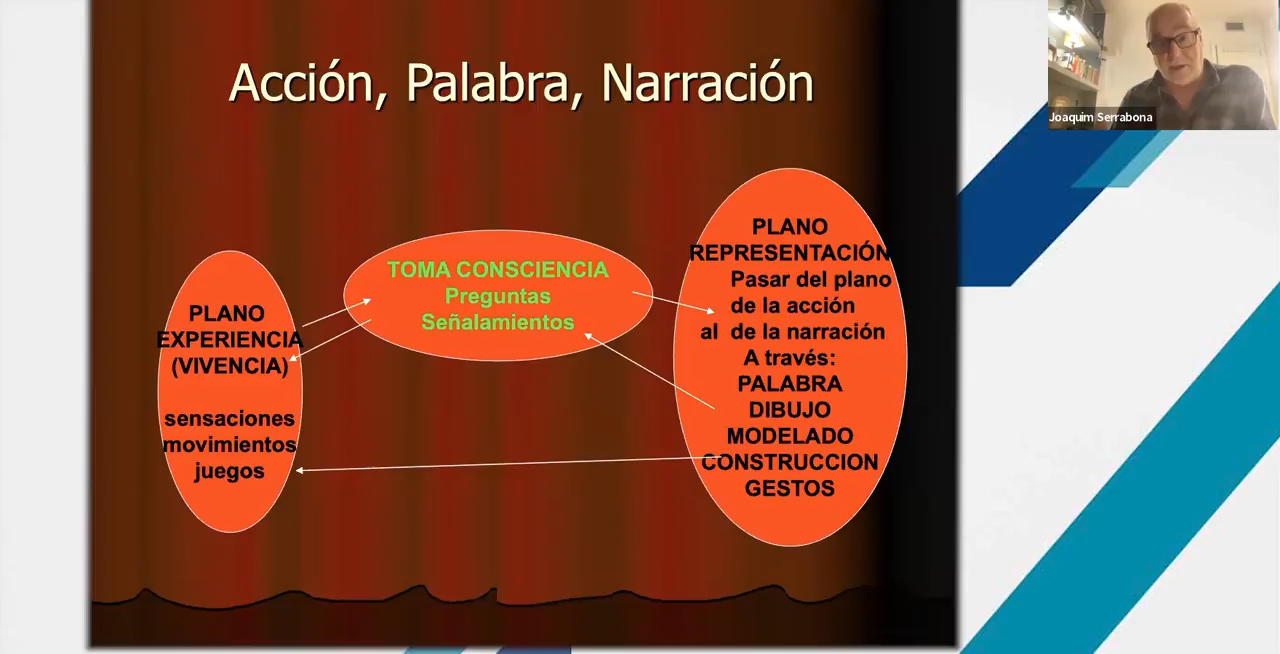 Acción, Palabra, Narración
Joaquim Serrabona
PLANO
EXPERIENCIA
(VIVENCIA)
sensaciones
movimientos
juegos
TOMA CONSCIENCIA
Preguntas
Señalamientos
PLANO
REPRESENTACIÓN
Pasar del plano
de la acción
al de la narración
A través:
PALABRA
DIBUJO
MODELADO
CONSTRUCCION
GESTOS